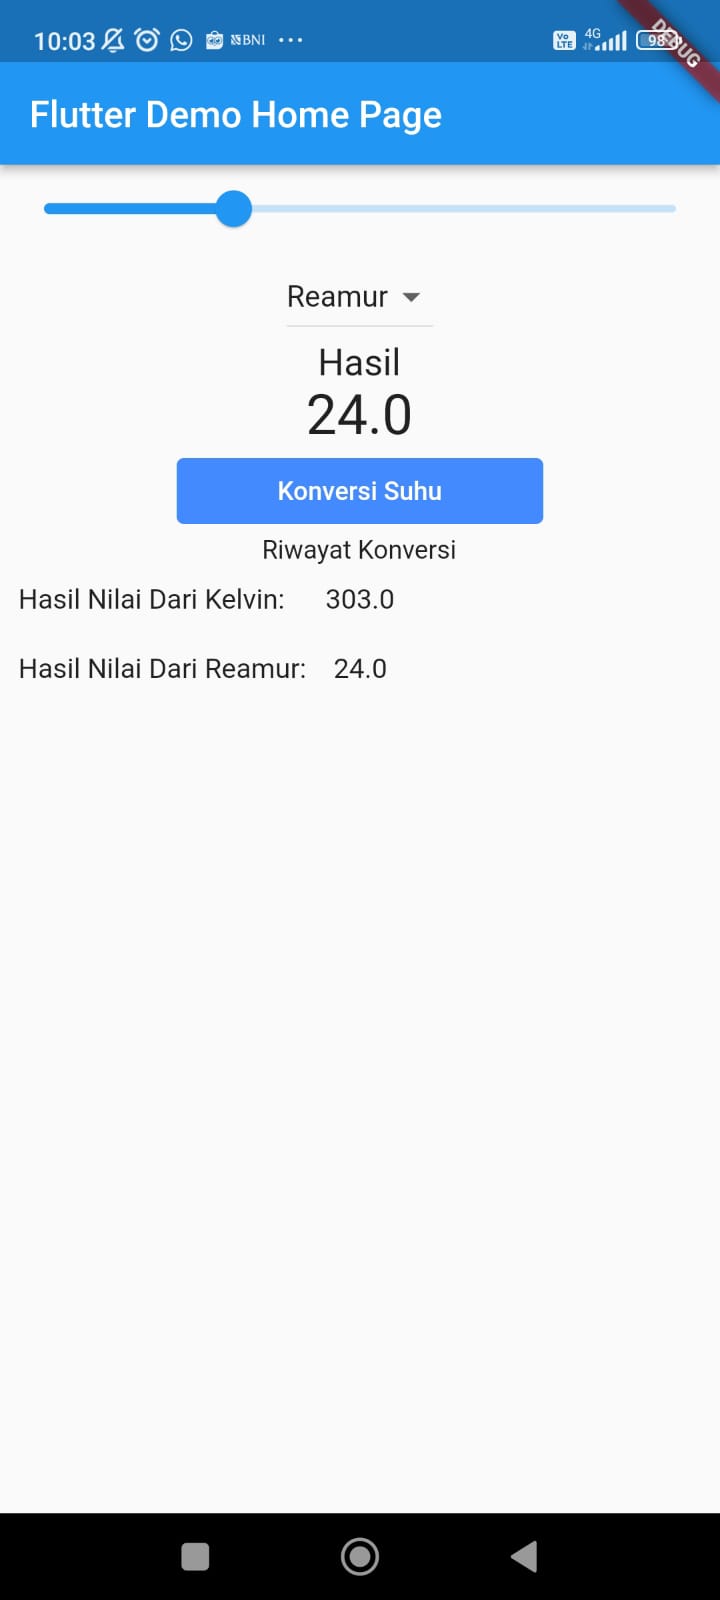 10:03 BNI ... Vo LTE 4G 98 DEBUG
Flutter Demo Home Page
Reamur
Hasil
24.0
Konversi Suhu
Riwayat Konversi
Hasil Nilai Dari Kelvin: 303.0
Hasil Nilai Dari Reamur: 24.0